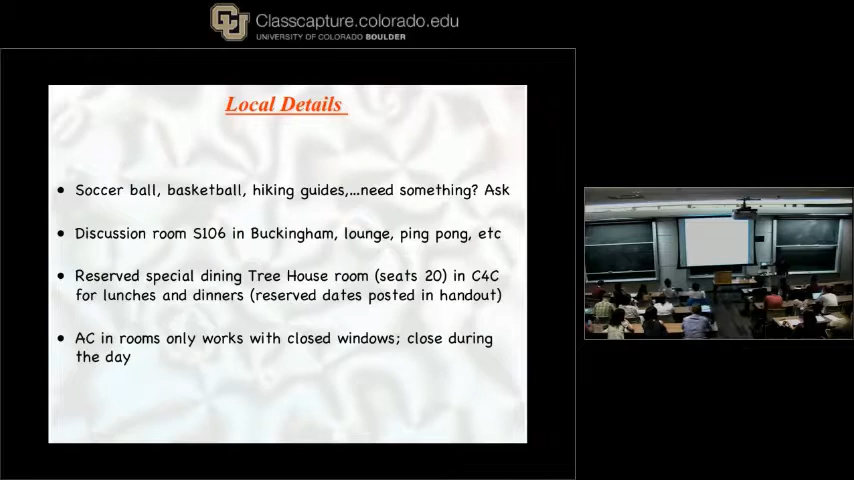 Classcapture.colorado.edu
UNIVERSITY OF COLORADO BOULDER
Local Details
• Soccer ball, basketball, hiking guides,...need something? Ask
• Discussion room S106 in Buckingham, lounge, ping pong, etc
• Reserved special dining Tree House room (seats 20) in C4C
for lunches and dinners (reserved dates posted in handout)
• AC in rooms only works with closed windows; close during
the day